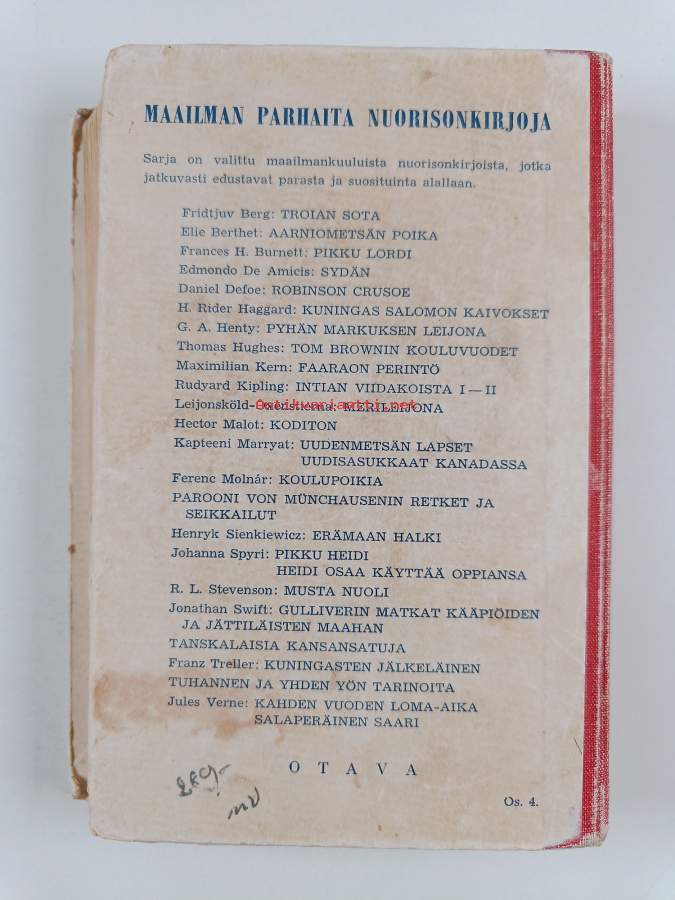 MAAILMAN PARHAITA NUORISONKIRJOJA
Sarja on valittu maailmankuuluista nuorisonkirjoista, jotka
jatkuvasti edustavat parasta ja suosituinta alallaan.
Fridtjuv Berg: TROIAN SOTA
Elie Berthet: AARNIOMETSÄN POIKA
Frances H. Burnett: PIKKU LORDI
Edmondo De Amicis: SYDÄN
Daniel Defoe: ROBINSON CRUSOE
H. Rider Haggard: KUNINGAS SALOMON KAIVOKSET
G. A. Henty: PYHÄN MARKUKSEN LEIJONA
Thomas Hughes: TOM BROWNIN KOULUVUODET
Maximilian Kern: FAARAON PERINTÖ
Rudyard Kipling: INTIAN VIIDAKOISTA I—II
Leijonsköld-Oxenstierna: MERILEIJONA
antikvariaatti.net
Hector Malot: KODITON
Kapteeni Marryat: UUDENMETSÄN LAPSET
UUDISASUKKAAT KANADASSA
Ferenc Molnár: KOULUPOIKIA
PAROONI VON MÜNCHAUSENIN RETKET JA
SEIKKAILUT
Henryk Sienkiewicz: ERÄMAAN HALKI
Johanna Spyri: PIKKU HEIDI
HEIDI OSAA KÄYTTÄÄ OPPIANSA
R. L. Stevenson: MUSTA NUOLI
Jonathan Swift: GULLIVERIN MATKAT KÄÄPIÖIDEN
JA JÄTTILÄISTEN MAAHAN
TANSKALAISIA KANSANSATUJA
Franz Treller: KUNINGASTEN JÄLKELÄINEN
TUHANNEN JA YHDEN YÖN TARINOITA
Jules Verne: KAHDEN VUODEN LOMA-AIKA
SALAPERÄINEN SAARI
OTAVA
Os. 4.